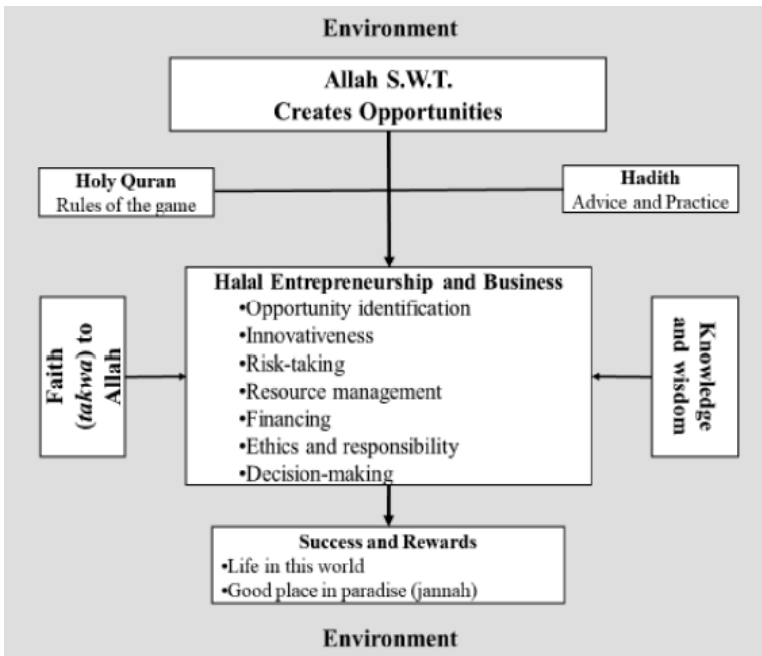 Environment
Allah S.W.T.
Creates Opportunities
Holy Quran
Rules of the game
Hadith
Advice and Practice
Faith
(takwa) to
Allah
Halal Entrepreneurship and Business
•Opportunity identification
•Innovativeness
•Risk-taking
•Resource management
•Financing
•Ethics and responsibility
•Decision-making
Knowledge
and wisdom
Success and Rewards
•Life in this world
•Good place in paradise (jannah)
Environment